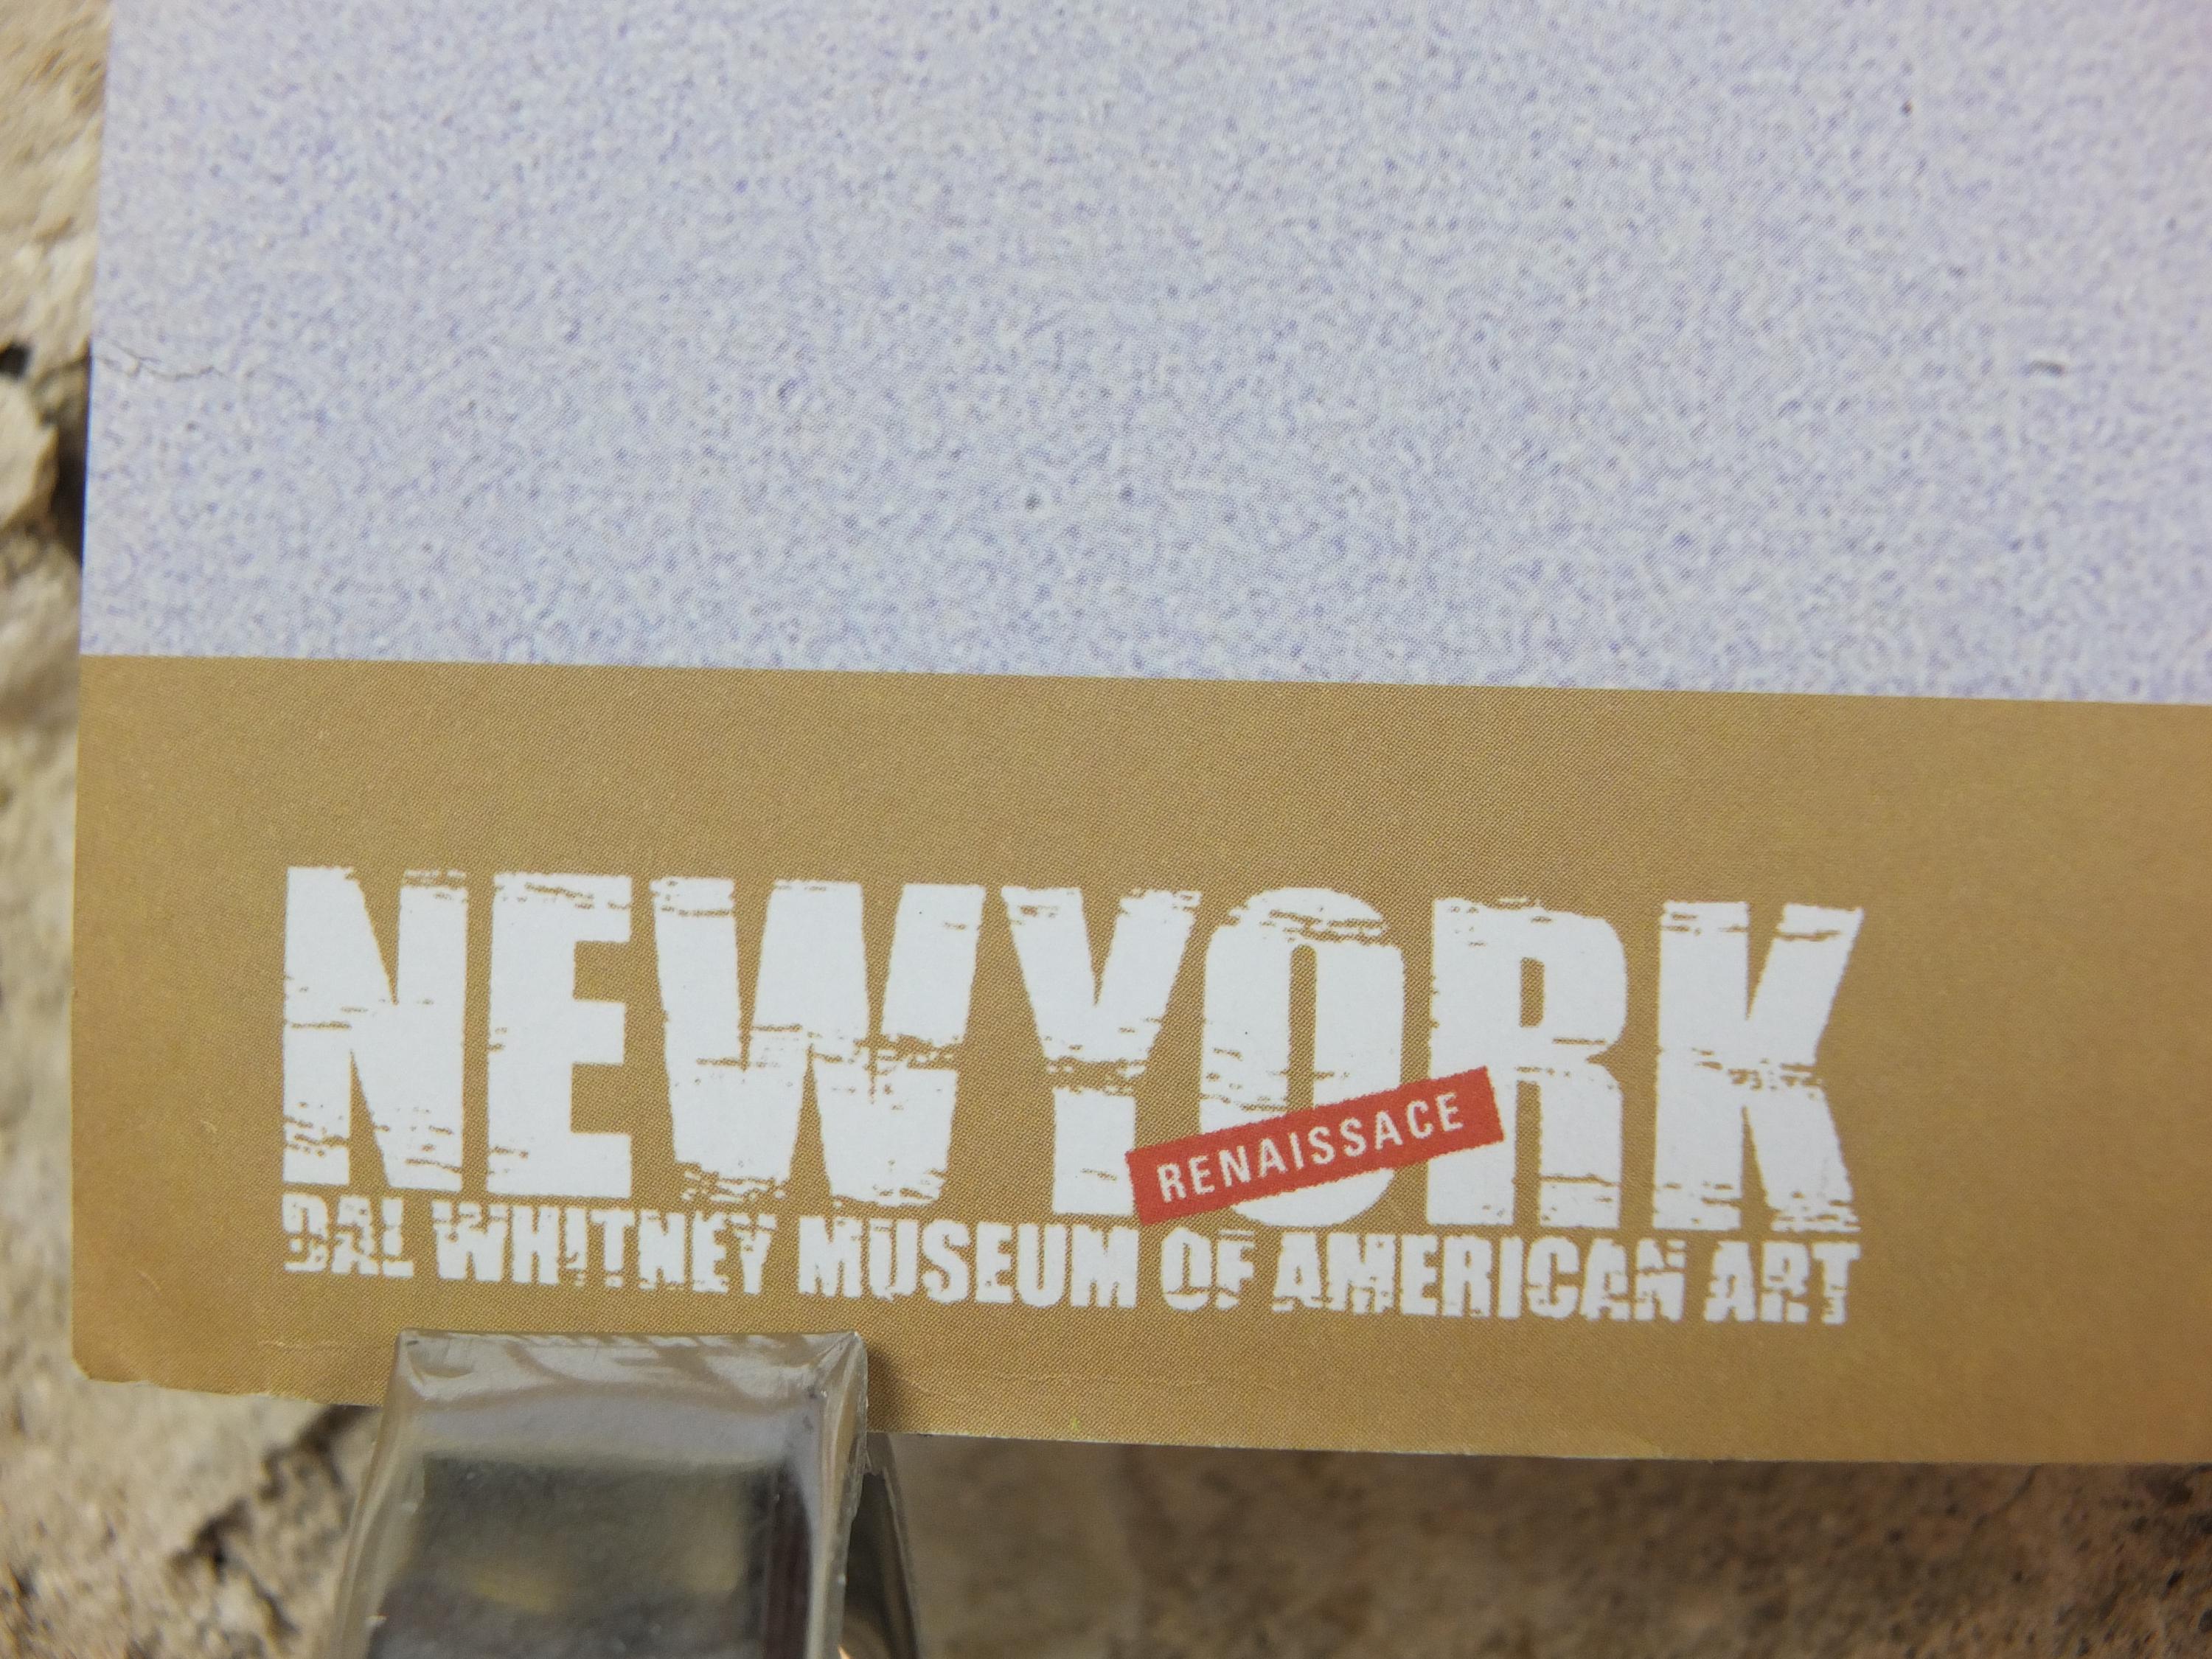 NEWYORK
RENAISSACE
DAL WHITNEY MUSEUM OF AMERICAN ART